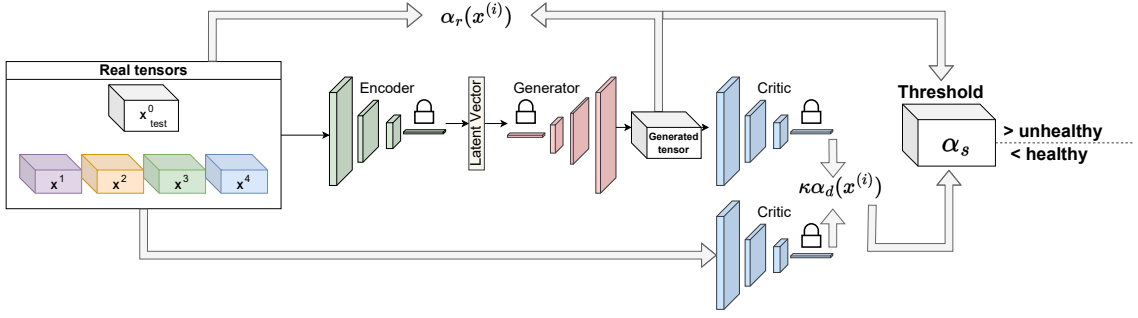 α_r(x^(i))
Real tensors
x^0_test
x^1 x^2 x^3 x^4
Encoder
Latent Vector
Generator
Generated
tensor
Critic
Critic
κα_d(x^(i))
Threshold
α_s
> unhealthy
< healthy